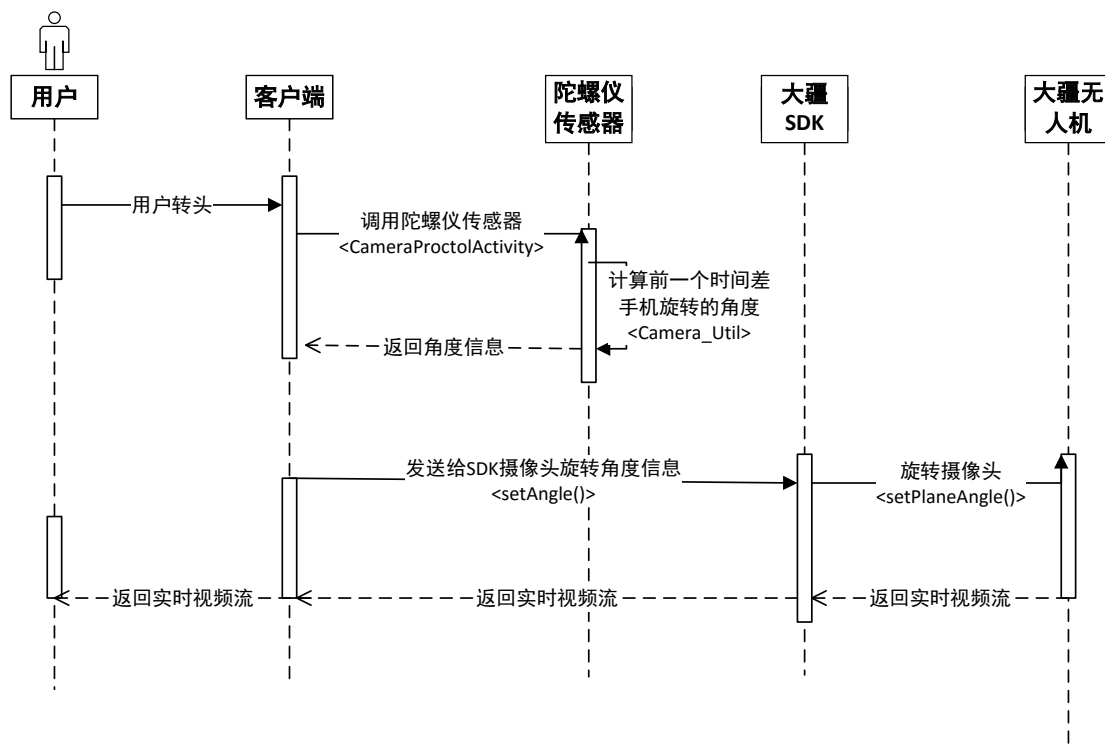 用户
客户端
陀螺仪
传感器
大疆
SDK
大疆无
人机
用户转头
调用陀螺仪传感器
<CameraProctolActivity>
计算前一个时间差
手机旋转的角度
<Camera_Util>
返回角度信息
发送给SDK摄像头旋转角度信息
<setAngle()>
旋转摄像头
<setPlaneAngle()>
返回实时视频流
返回实时视频流
返回实时视频流